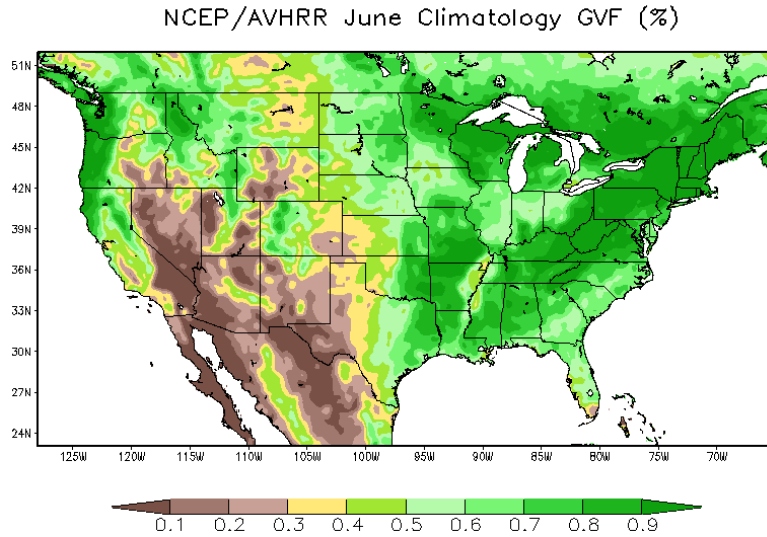 NCEP/AVHRR June Climatology GVF (%)
51N
48N
45N
42N
39N
36N
33N
30N
27N
24N
125W 120W 115W 110W 105W 100W 95W 90W 85W 80W 75W 70W
0.1 0.2 0.3 0.4 0.5 0.6 0.7 0.8 0.9